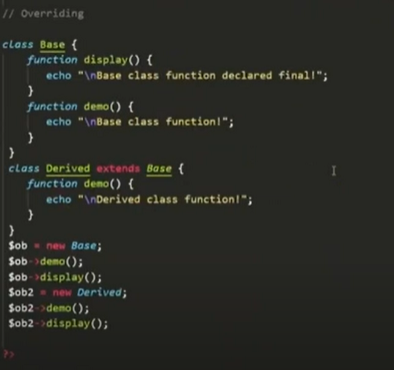 // Overriding
class Base {
function display() {
echo "\nBase class function declared final!";
}
function demo() {
echo "\nBase class function!";
}
}
class Derived extends Base {
function demo() {
echo "\nDerived class function!";
}
}
$ob = new Base;
$ob->demo();
$ob->display();
$ob2 = new Derived;
$ob2->demo();
$ob2->display();
?>